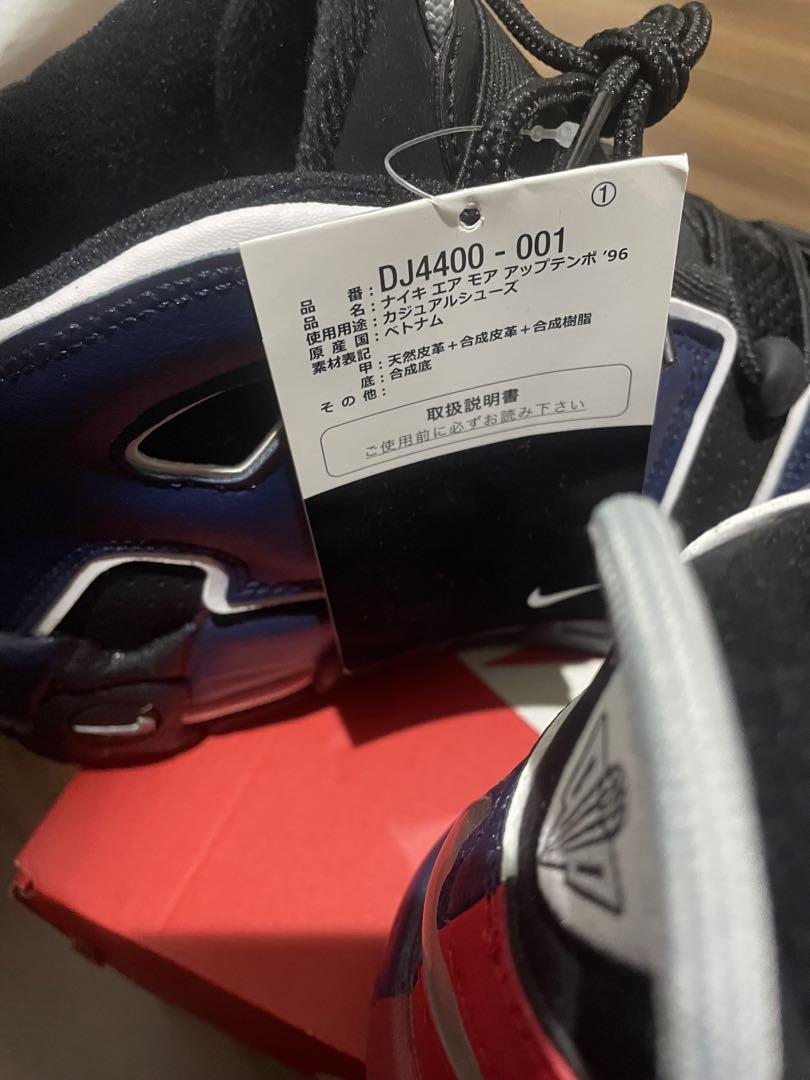 ①
品番：DJ4400 - 001
品名：ナイキ エア モア アップテンポ '96
使用用途：カジュアルシューズ
原産国：ベトナム
素材表記
甲：天然皮革＋合成皮革＋合成樹脂
底：合成底
その他：
取扱説明書
ご使用前に必ずお読み下さい